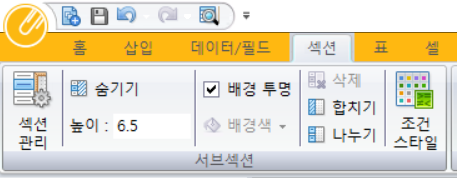 홈 삽입 데이터/필드 섹션 표 셀
섹션 관리
숨기기
높이 : 6.5
배경 투명
배경색
삭제
합치기
나누기
조건 스타일
서브섹션